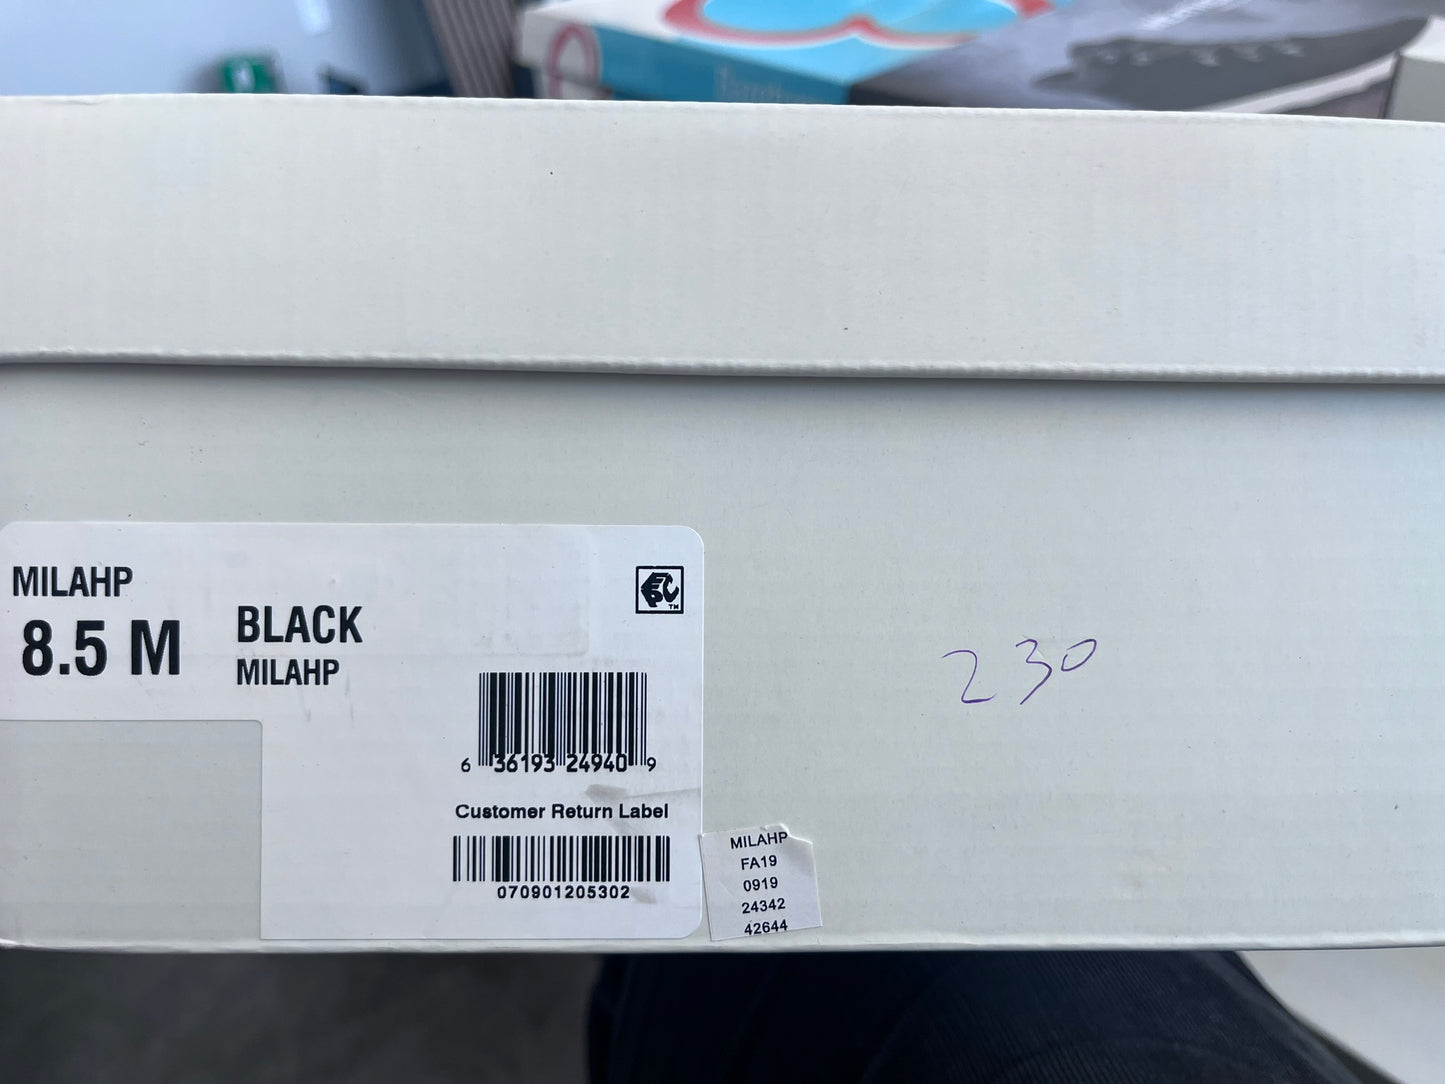 MILAHP
8.5 M
BLACK
MILAHP
6 36193 24940 9
Customer Return Label
070901205302
MILAHP
FA19
0919
24342
42644
230